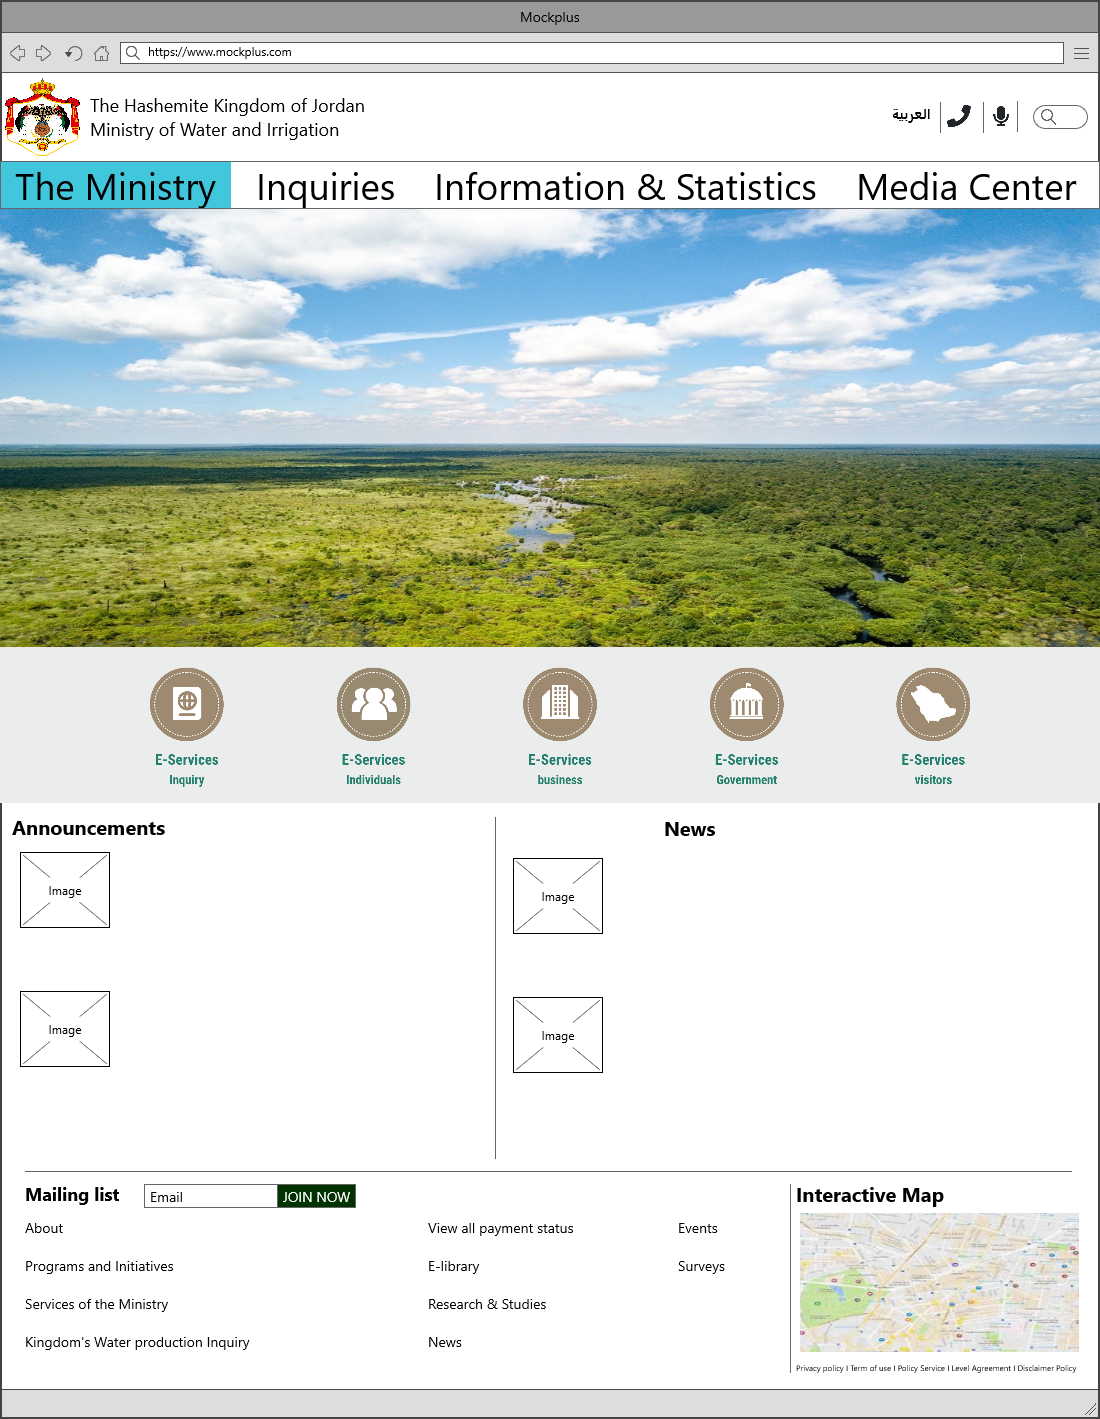 Mockplus
https://www.mockplus.com
The Hashemite Kingdom of Jordan
Ministry of Water and Irrigation
العربية
The Ministry
Inquiries
Information & Statistics
Media Center
E-Services
Inquiry
E-Services
Individuals
E-Services
business
E-Services
Government
E-Services
visitors
Announcements
Image
Image
News
Image
Image
Mailing list
Email
JOIN NOW
About
Programs and Initiatives
Services of the Ministry
Kingdom's Water production Inquiry
View all payment status
E-library
Research & Studies
News
Events
Surveys
Interactive Map
Privacy policy I Term of use I Policy Service I Level Agreement I Disclaimer Policy